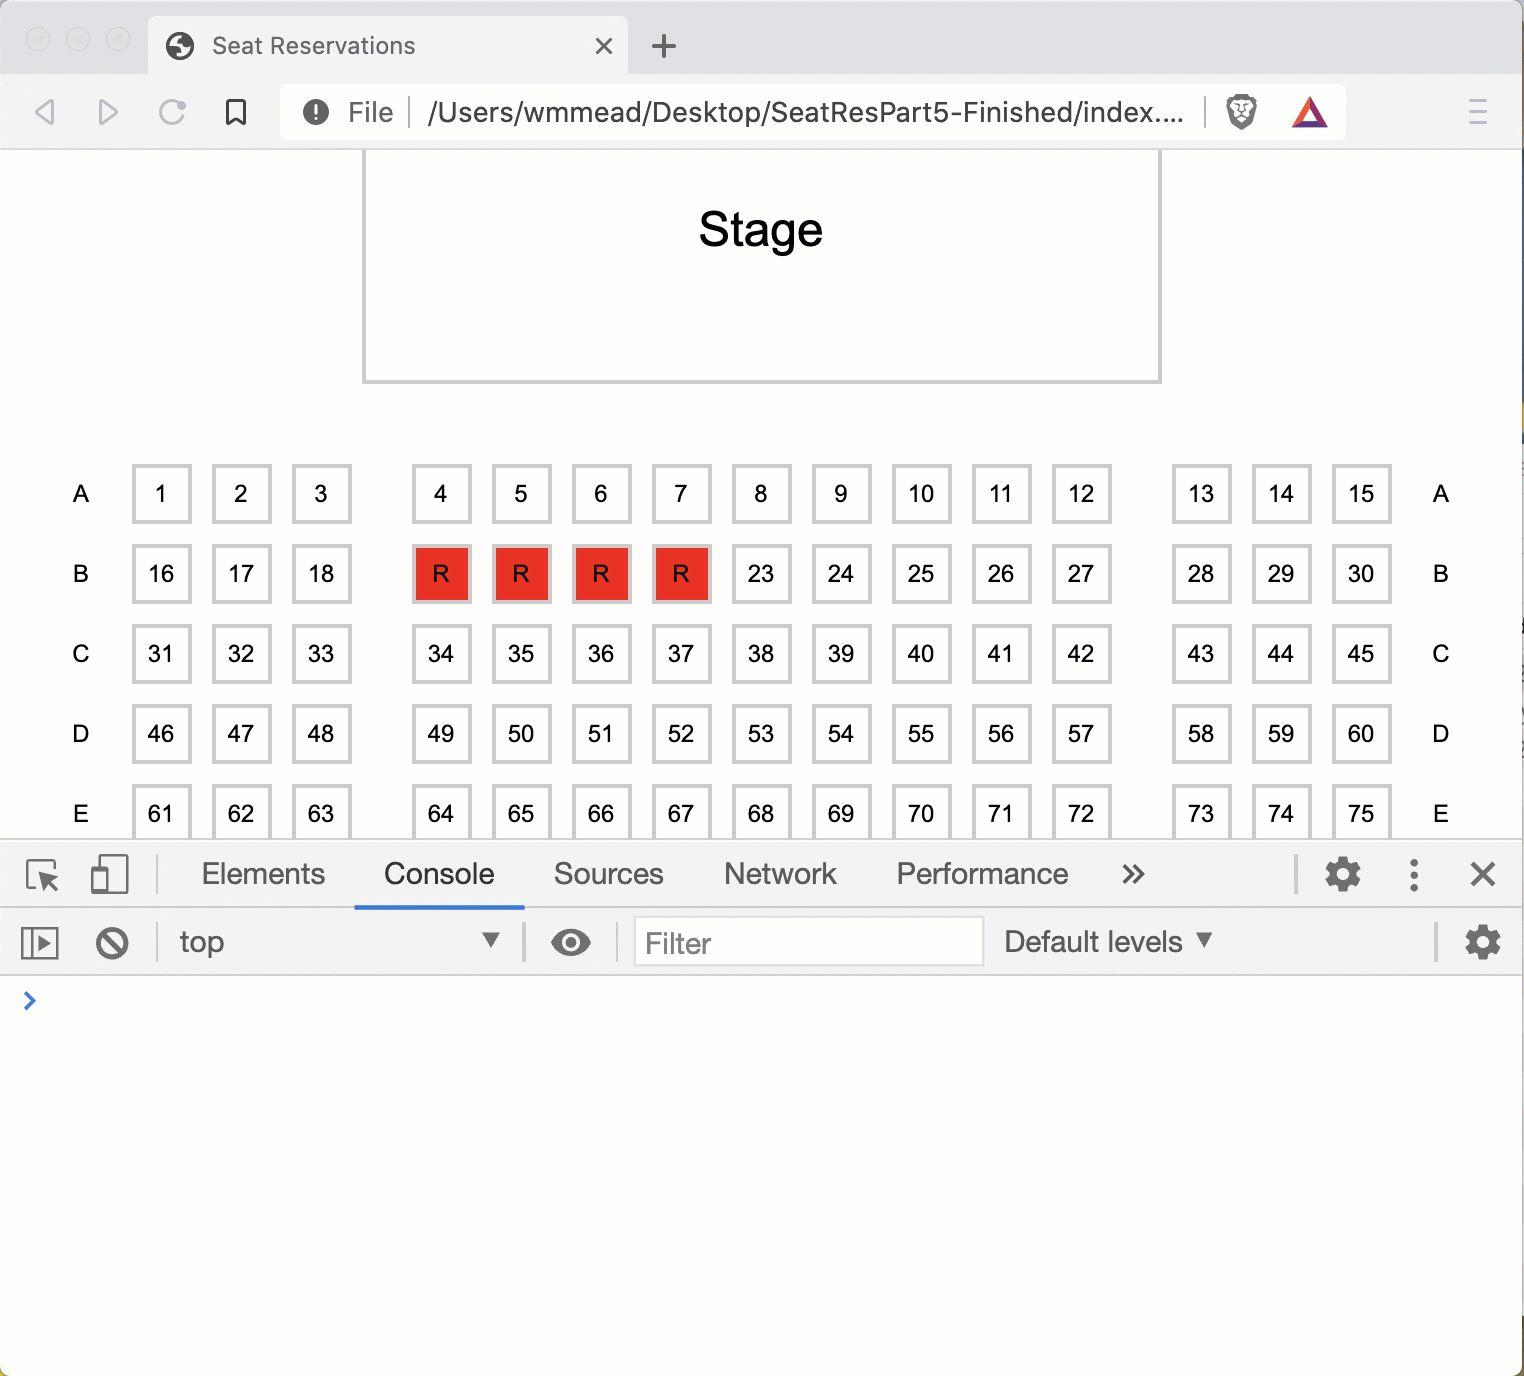 Seat Reservations
File /Users/wmmead/Desktop/SeatResPart5-Finished/index....
Stage
A 1 2 3 4 5 6 7 8 9 10 11 12 13 14 15 A
B 16 17 18 R R R R 23 24 25 26 27 28 29 30 B
C 31 32 33 34 35 36 37 38 39 40 41 42 43 44 45 C
D 46 47 48 49 50 51 52 53 54 55 56 57 58 59 60 D
E 61 62 63 64 65 66 67 68 69 70 71 72 73 74 75 E
Elements Console Sources Network Performance
top Filter Default levels